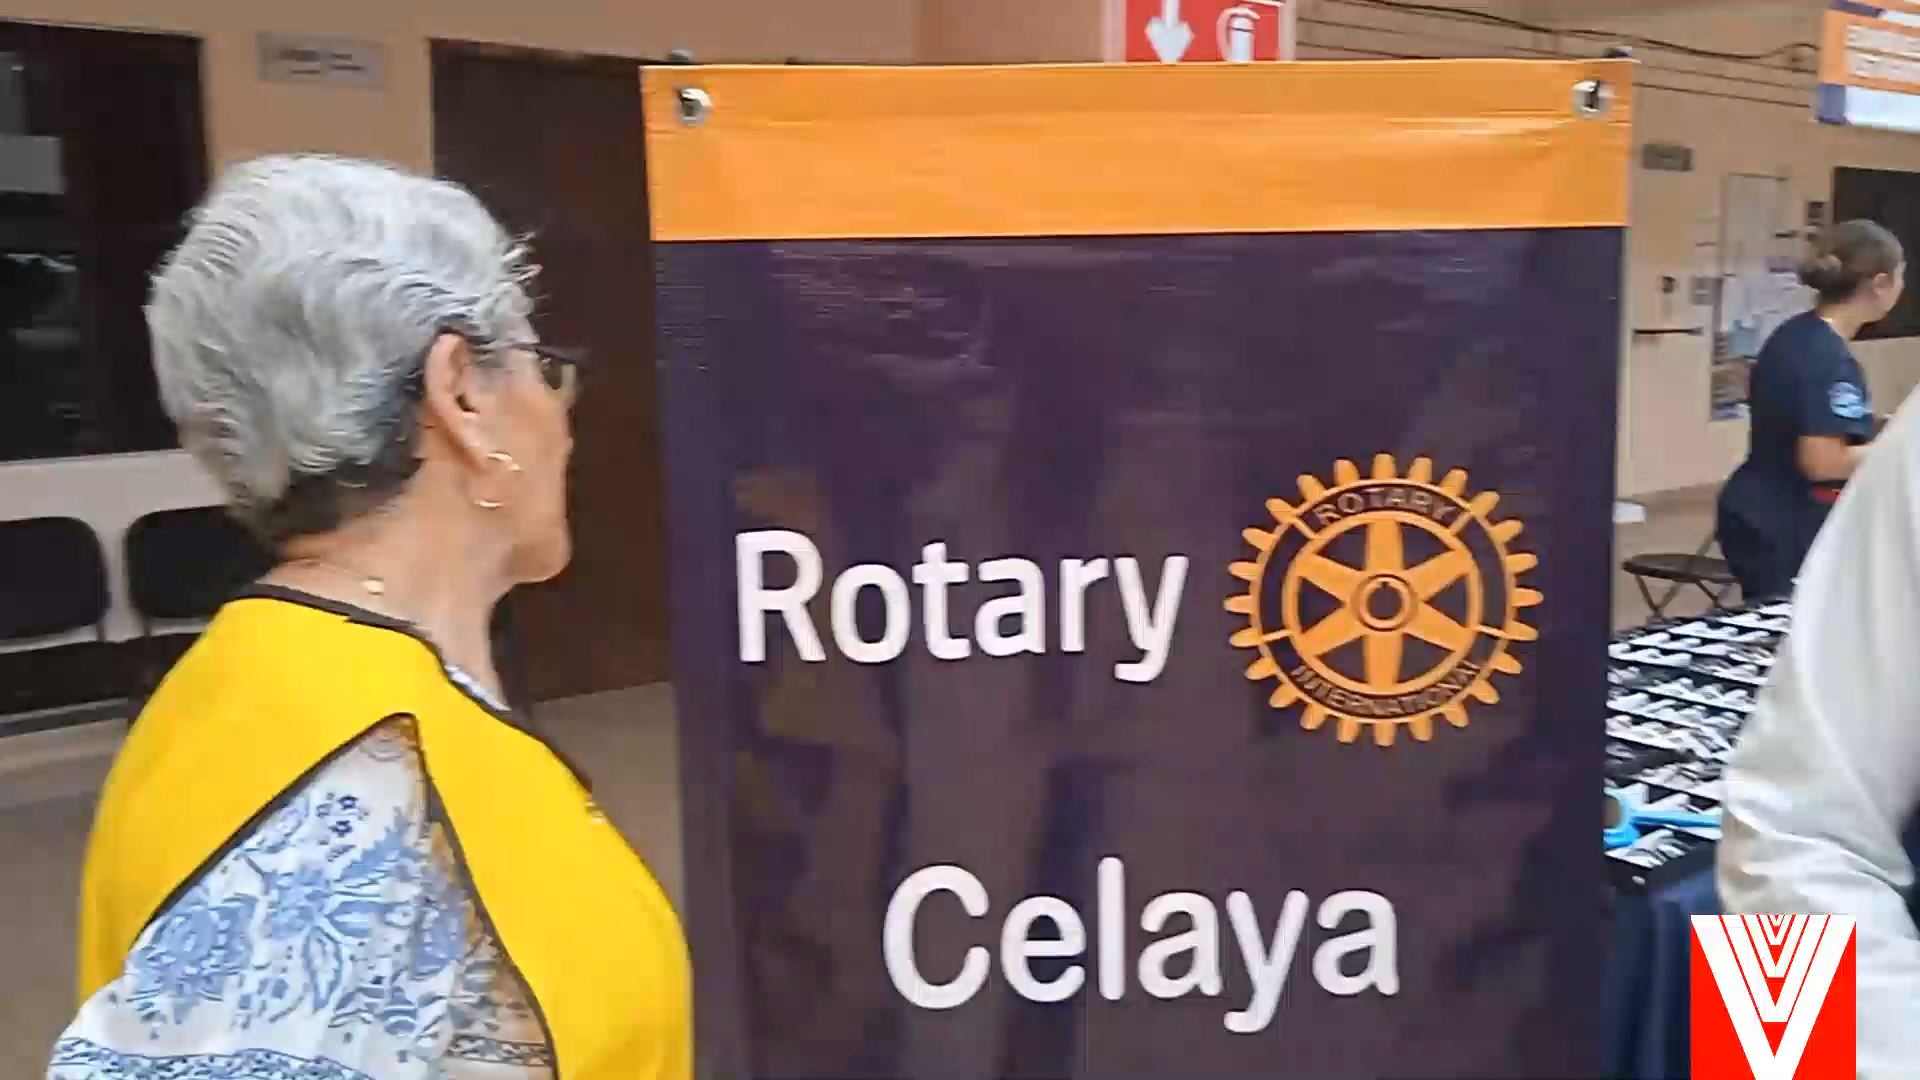 Rotary
ROTARY
INTERNATIONAL
Celaya
V